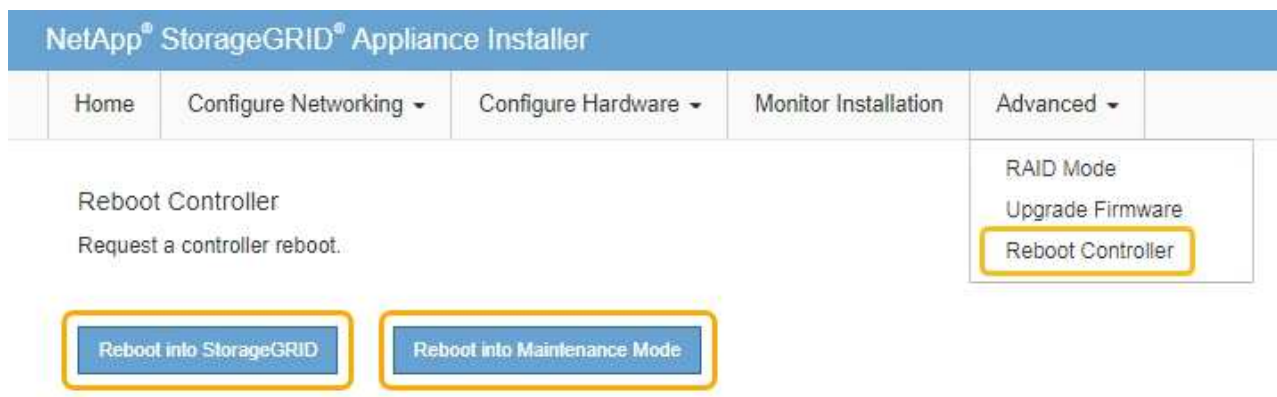 NetApp® StorageGRID® Appliance Installer
Home Configure Networking Configure Hardware Monitor Installation Advanced
RAID Mode
Upgrade Firmware
Reboot Controller
Reboot Controller
Request a controller reboot.
Reboot into StorageGRID Reboot into Maintenance Mode